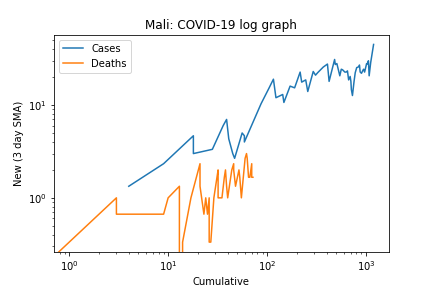 Mali: COVID-19 log graph
Cases
Deaths
New (3 day SMA)
10¹
10⁰
10⁰ 10¹ 10² 10³
Cumulative